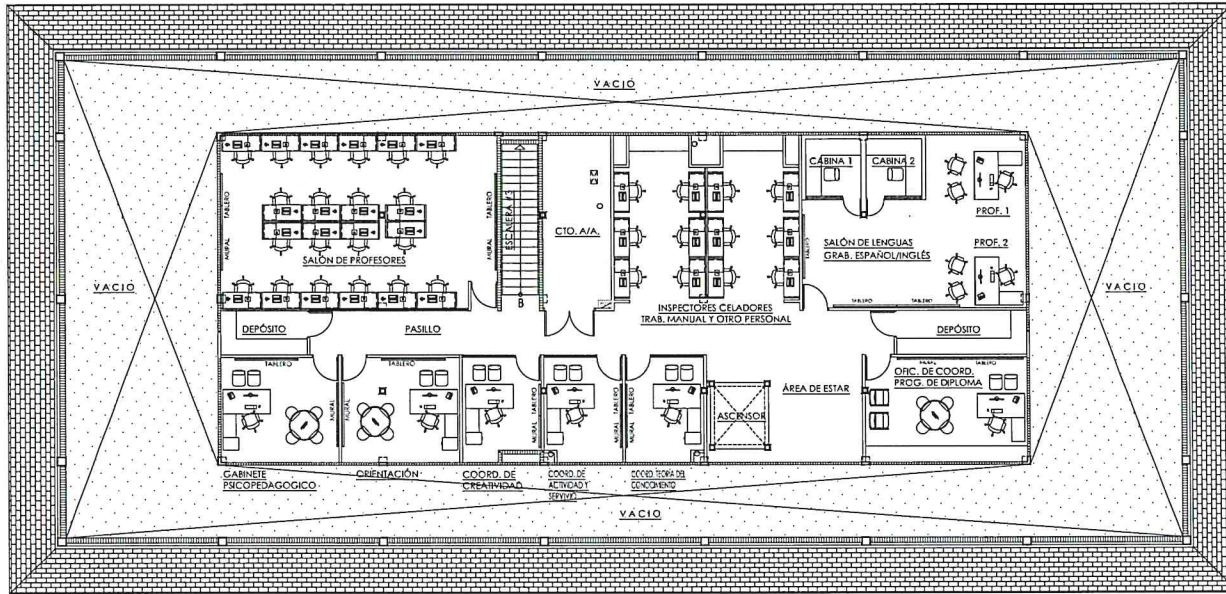 VACIÓ
TABLERO
MURAL
SALÓN DE PROFESORES
TABLERO
MURAL
ESCALERA #3
CTO. A/A.
INSPECTORES CELADORES
TRAB. MANUAL Y OTRO PERSONAL
CABINA 1
CABINA 2
PROF. 1
PROF. 2
TABLERO
SALÓN DE LENGUAS
GRAB. ESPAÑOL/INGLÉS
TABLERO
TABLERO
VACIO
VACIO
DEPÓSITO
PASILLO
DEPÓSITO
TABLERO
MURAL
GABINETE
PSICOPEDAGOGICO
TABLERO
MURAL
ORIENTACIÓN
TABLERO
MURAL
COORD. DE
CREATIVIDAD
TABLERO
MURAL
COORD. DE
ACTIVIDAD Y
SERVIVIO
COORD. TEORÍA DEL
CONOCIMIENTO
ASCENSOR
ÁREA DE ESTAR
MURAL
TABLERO
OFIC. DE COORD.
PROG. DE DIPLOMA
VACIO